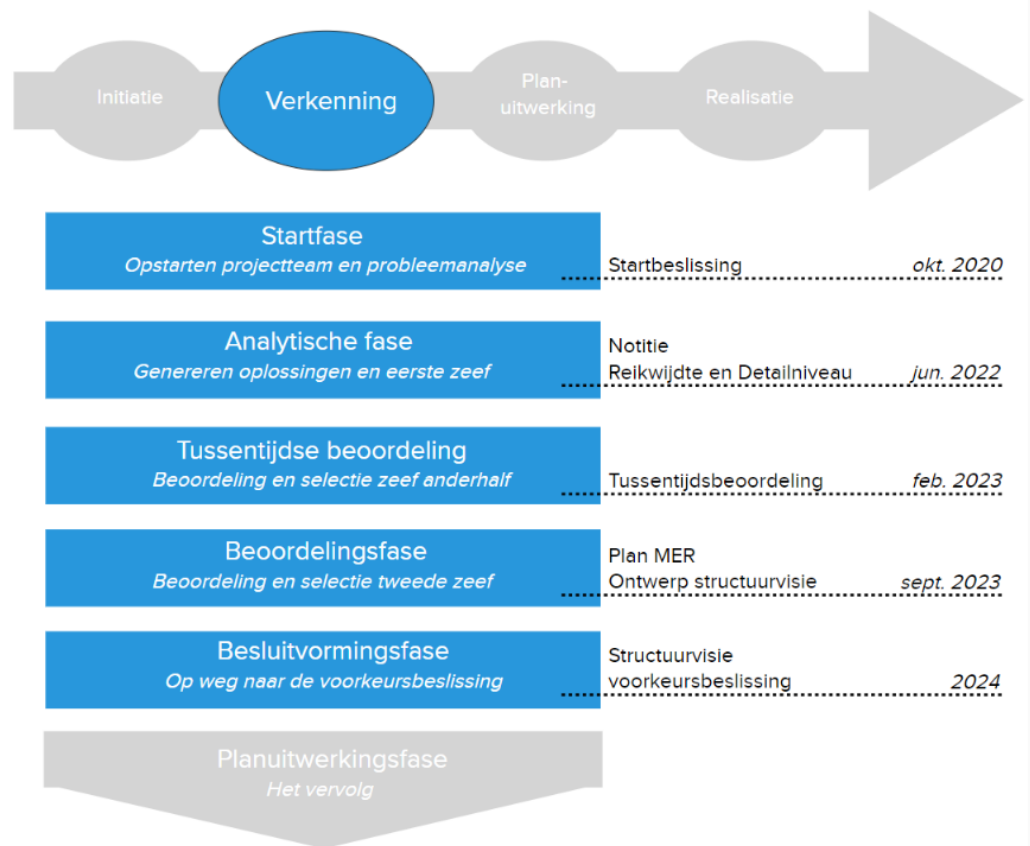 Initiatie
Verkenning
Plan-
uitwerking
Realisatie
Startfase
Opstarten projectteam en probleemanalyse
Startbeslissing
okt. 2020
Analytische fase
Genereren oplossingen en eerste zeef
Notitie
Reikwijdte en Detailniveau
jun. 2022
Tussentijdse beoordeling
Beoordeling en selectie zeef anderhalf
Tussentijdsbeoordeling
feb. 2023
Beoordelingsfase
Beoordeling en selectie tweede zeef
Plan MER
Ontwerp structuurvisie
sept. 2023
Besluitvormingsfase
Op weg naar de voorkeursbeslissing
Structuurvisie
voorkeursbeslissing
2024
Planuitwerkingsfase
Het vervolg